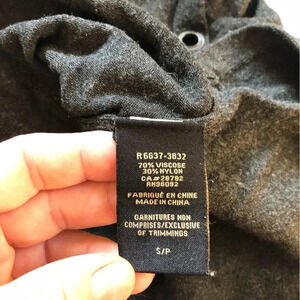 R6637-3832
70% VISCOSE
30% NYLON
CA#28792
RN96092
FABRIQUÉ EN CHINE
MADE IN CHINA
GARNITURES NON
COMPRISES/EXCLUSIVE
OF TRIMMINGS
S/P